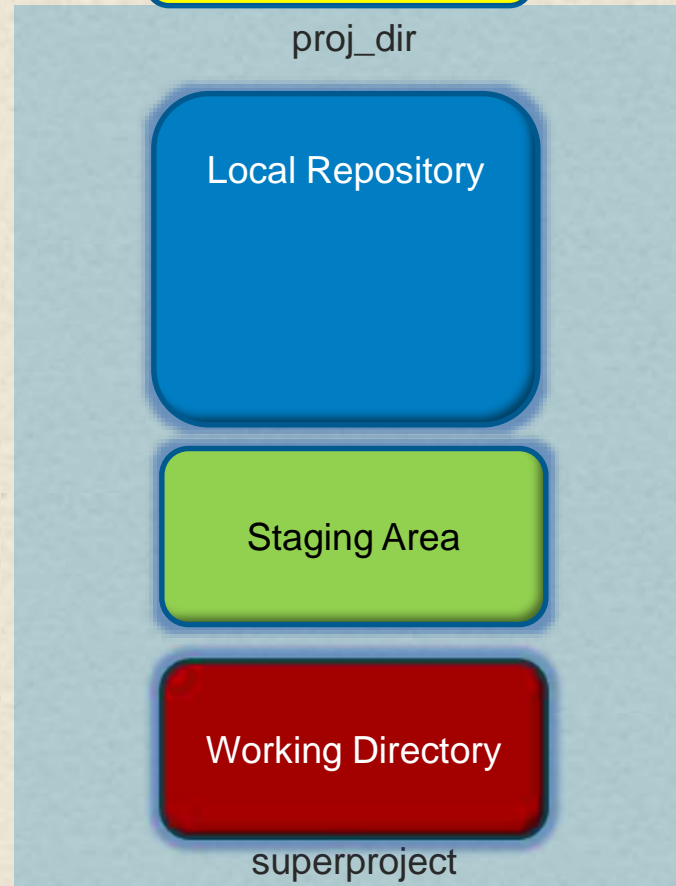 proj_dir
Local Repository
Staging Area
Working Directory
superproject